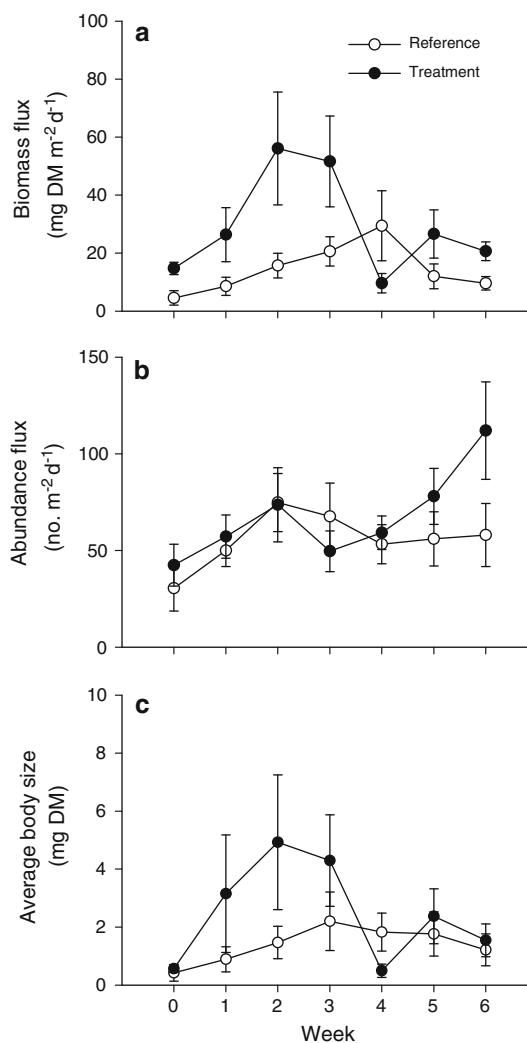 a
Reference
Treatment
100
80
60
40
20
0
Biomass flux
(mg DM m⁻² d⁻¹)
b
150
100
50
0
Abundance flux
(no. m⁻²d⁻¹)
c
10
8
6
4
2
0
Average body size
(mg DM)
0 1 2 3 4 5 6
Week